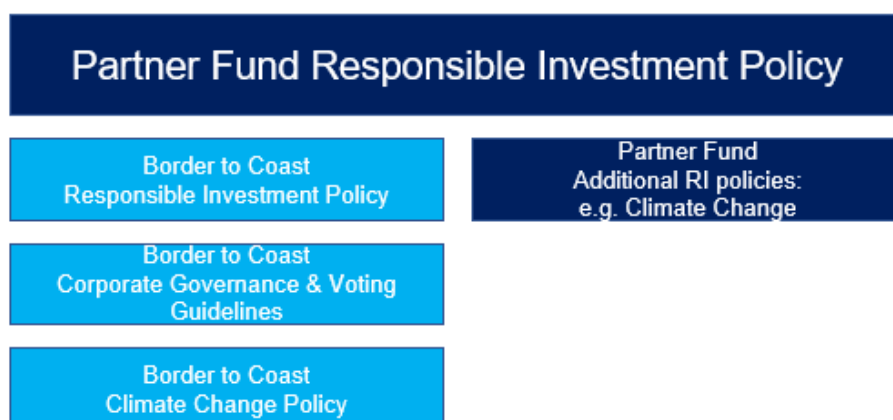 Partner Fund Responsible Investment Policy
Border to Coast
Responsible Investment Policy
Partner Fund
Additional RI policies:
e.g. Climate Change
Border to Coast
Corporate Governance & Voting
Guidelines
Border to Coast
Climate Change Policy